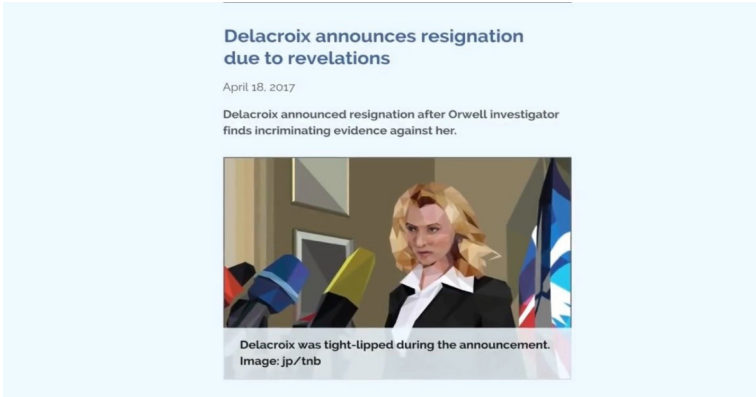 Delacroix announces resignation
due to revelations
April 18, 2017
Delacroix announced resignation after Orwell investigator
finds incriminating evidence against her.
Delacroix was tight-lipped during the announcement.
Image: jp/tnb